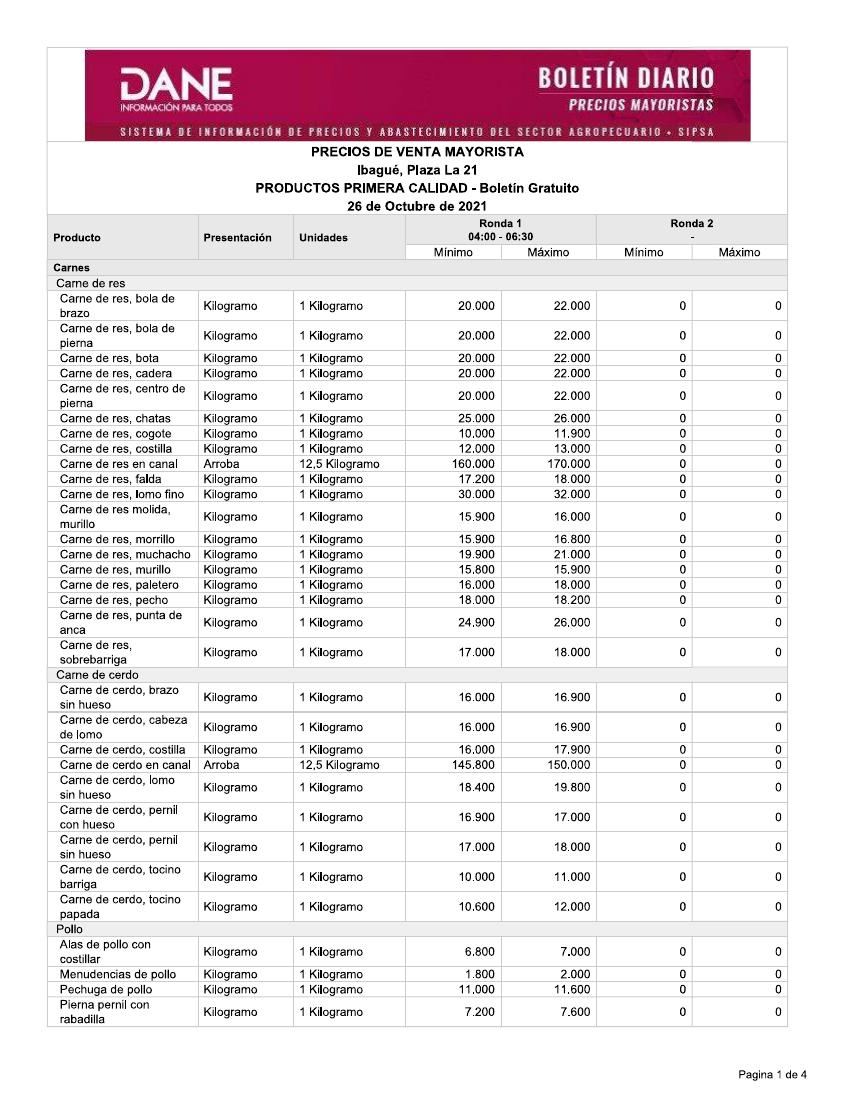 DANE
INFORMACIÓN PARA TODOS
BOLETÍN DIARIO
PRECIOS MAYORISTAS
SISTEMA DE INFORMACIÓN DE PRECIOS Y ABASTECIMIENTO DEL SECTOR AGROPECUARIO • SIPSA
PRECIOS DE VENTA MAYORISTA
Ibagué, Plaza La 21
PRODUCTOS PRIMERA CALIDAD - Boletín Gratuito
26 de Octubre de 2021
Producto Presentación Unidades Ronda 1 Ronda 2
04:00 - 06:30 -
Mínimo Máximo Mínimo Máximo
Carnes
Carne de res
Carne de res, bola de
brazo Kilogramo 1 Kilogramo 20.000 22.000 0 0
Carne de res, bola de
pierna Kilogramo 1 Kilogramo 20.000 22.000 0 0
Carne de res, bota Kilogramo 1 Kilogramo 20.000 22.000 0 0
Carne de res, cadera Kilogramo 1 Kilogramo 20.000 22.000 0 0
Carne de res, centro de
pierna Kilogramo 1 Kilogramo 20.000 22.000 0 0
Carne de res, chatas Kilogramo 1 Kilogramo 25.000 26.000 0 0
Carne de res, cogote Kilogramo 1 Kilogramo 10.000 11.900 0 0
Carne de res, costilla Kilogramo 1 Kilogramo 12.000 13.000 0 0
Carne de res en canal Arroba 12,5 Kilogramo 160.000 170.000 0 0
Carne de res, falda Kilogramo 1 Kilogramo 17.200 18.000 0 0
Carne de res, lomo fino Kilogramo 1 Kilogramo 30.000 32.000 0 0
Carne de res molida,
murillo Kilogramo 1 Kilogramo 15.900 16.000 0 0
Carne de res, morrillo Kilogramo 1 Kilogramo 15.900 16.800 0 0
Carne de res, muchacho Kilogramo 1 Kilogramo 19.900 21.000 0 0
Carne de res, murillo Kilogramo 1 Kilogramo 15.800 15.900 0 0
Carne de res, paletero Kilogramo 1 Kilogramo 16.000 18.000 0 0
Carne de res, pecho Kilogramo 1 Kilogramo 18.000 18.200 0 0
Carne de res, punta de
anca Kilogramo 1 Kilogramo 24.900 26.000 0 0
Carne de res,
sobrebarriga Kilogramo 1 Kilogramo 17.000 18.000 0 0
Carne de cerdo
Carne de cerdo, brazo
sin hueso Kilogramo 1 Kilogramo 16.000 16.900 0 0
Carne de cerdo, cabeza
de lomo Kilogramo 1 Kilogramo 16.000 16.900 0 0
Carne de cerdo, costilla Kilogramo 1 Kilogramo 16.000 17.900 0 0
Carne de cerdo en canal Arroba 12,5 Kilogramo 145.800 150.000 0 0
Carne de cerdo, lomo
sin hueso Kilogramo 1 Kilogramo 18.400 19.800 0 0
Carne de cerdo, pernil
con hueso Kilogramo 1 Kilogramo 16.900 17.000 0 0
Carne de cerdo, pernil
sin hueso Kilogramo 1 Kilogramo 17.000 18.000 0 0
Carne de cerdo, tocino
barriga Kilogramo 1 Kilogramo 10.000 11.000 0 0
Carne de cerdo, tocino
papada Kilogramo 1 Kilogramo 10.600 12.000 0 0
Pollo
Alas de pollo con
costillar Kilogramo 1 Kilogramo 6.800 7.000 0 0
Menudencias de pollo Kilogramo 1 Kilogramo 1.800 2.000 0 0
Pechuga de pollo Kilogramo 1 Kilogramo 11.000 11.600 0 0
Pierna pernil con
rabadilla Kilogramo 1 Kilogramo 7.200 7.600 0 0
Pagina 1 de 4